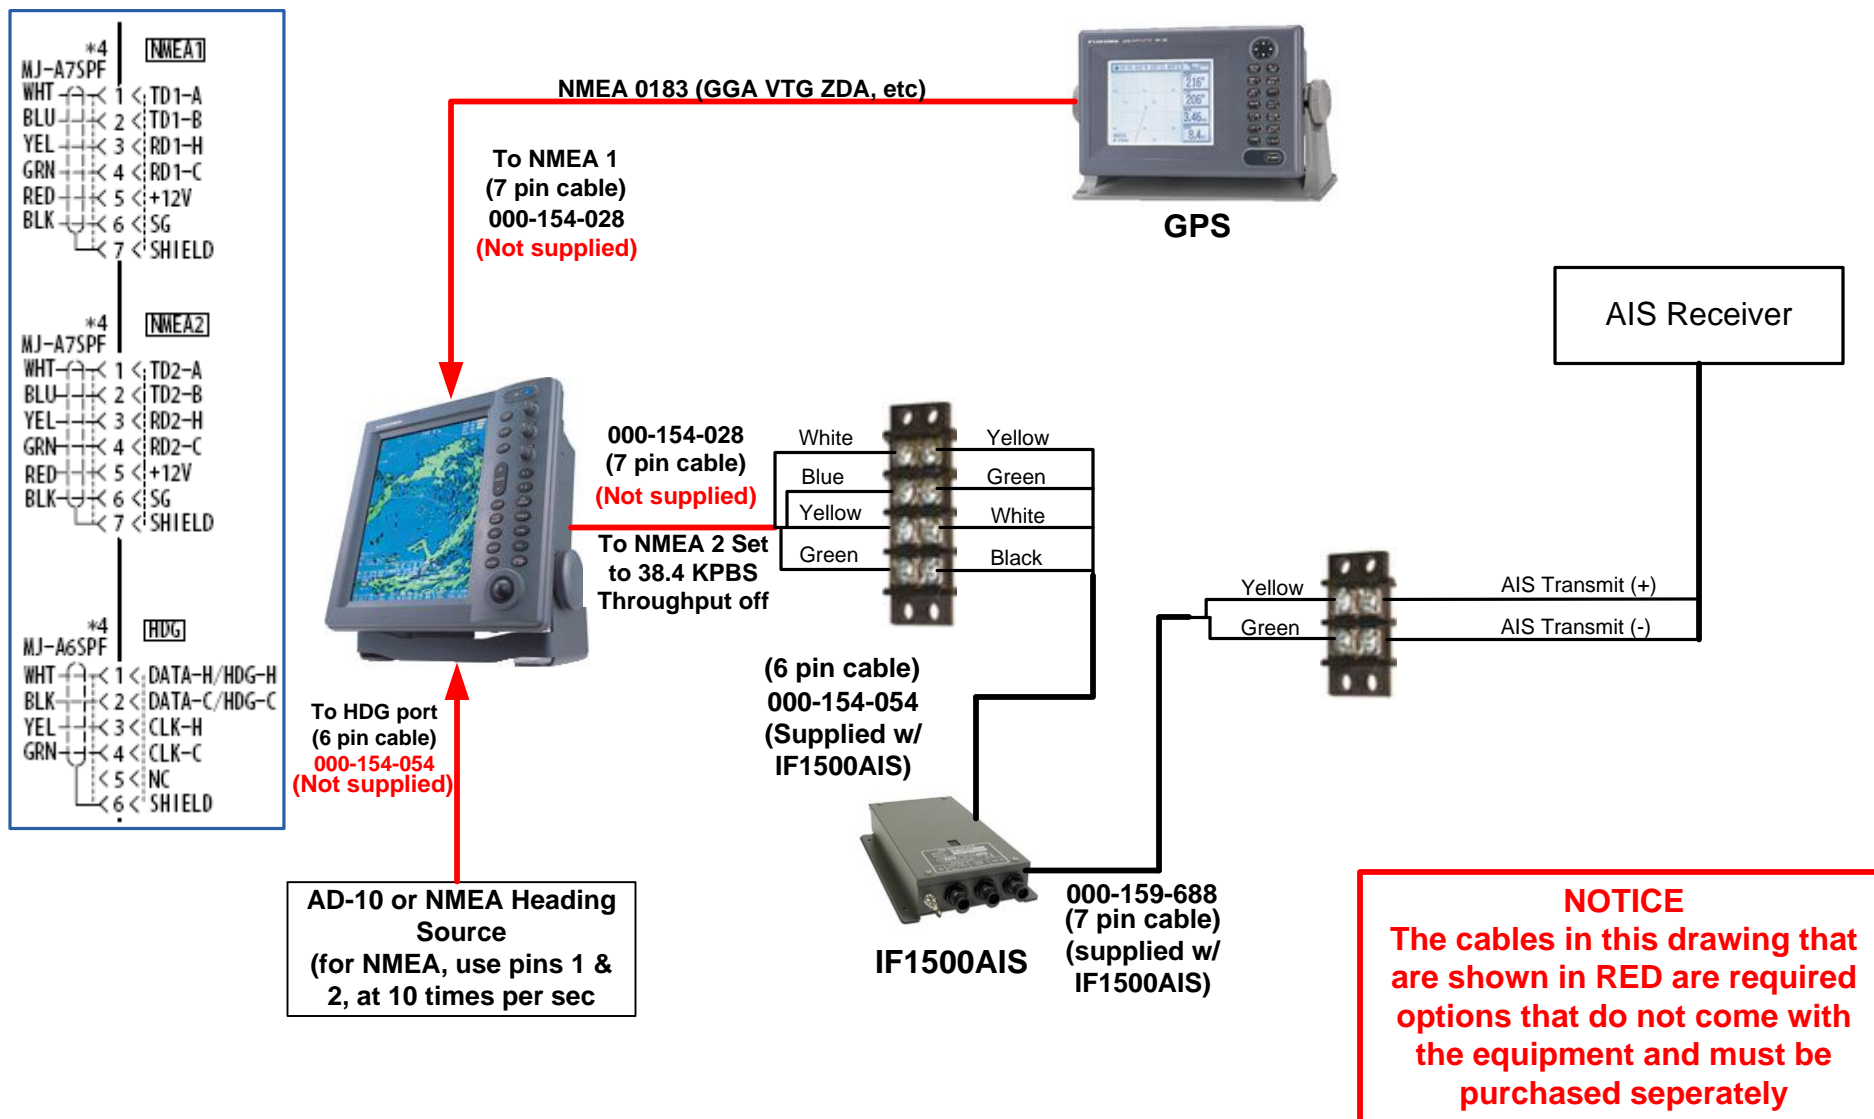 *4 NMEA1
MJ-A7SPF
WHT 1 TD1-A
BLU 2 TD1-B
YEL 3 RD1-H
GRN 4 RD1-C
RED 5 +12V
BLK 6 SG
7 SHIELD
*4 NMEA2
MJ-A7SPF
WHT 1 TD2-A
BLU 2 TD2-B
YEL 3 RD2-H
GRN 4 RD2-C
RED 5 +12V
BLK 6 SG
7 SHIELD
*4 HDG
MJ-A6SPF
WHT 1 DATA-H/HDG-H
BLK 2 DATA-C/HDG-C
YEL 3 CLK-H
GRN 4 CLK-C
5 NC
6 SHIELD
NMEA 0183 (GGA VTG ZDA, etc)
To NMEA 1
(7 pin cable)
000-154-028
(Not supplied)
FURUNO
216°
206°
3.46
8.4
GPS
AIS Receiver
000-154-028
(7 pin cable)
(Not supplied)
To NMEA 2 Set
to 38.4 KPBS
Throughput off
White
Blue
Yellow
Green
Yellow
Green
White
Black
Yellow
Green
AIS Transmit (+)
AIS Transmit (-)
(6 pin cable)
000-154-054
(Supplied w/
IF1500AIS)
To HDG port
(6 pin cable)
000-154-054
(Not supplied)
AD-10 or NMEA Heading
Source
(for NMEA, use pins 1 &
2, at 10 times per sec
IF1500AIS
000-159-688
(7 pin cable)
(supplied w/
IF1500AIS)
NOTICE
The cables in this drawing that
are shown in RED are required
options that do not come with
the equipment and must be
purchased seperately